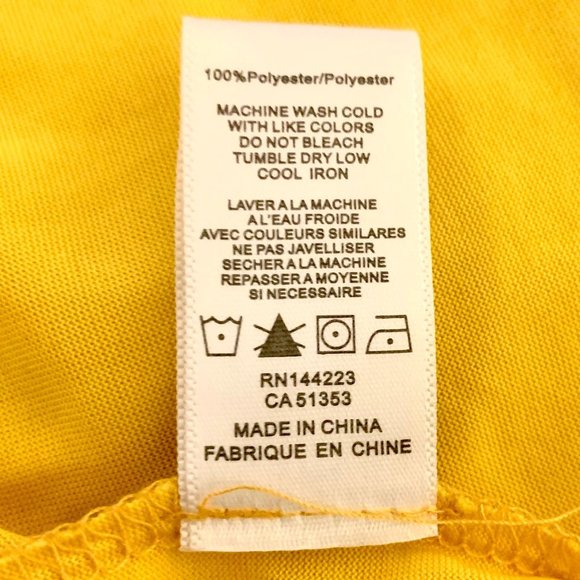 100%Polyester/Polyester
MACHINE WASH COLD
WITH LIKE COLORS
DO NOT BLEACH
TUMBLE DRY LOW
COOL IRON
LAVER A LA MACHINE
A L'EAU FROIDE
AVEC COULEURS SIMILARES
NE PAS JAVELLISER
SECHER A LA MACHINE
REPASSER A MOYENNE
SI NECESSAIRE
RN144223
CA 51353
MADE IN CHINA
FABRIQUE EN CHINE